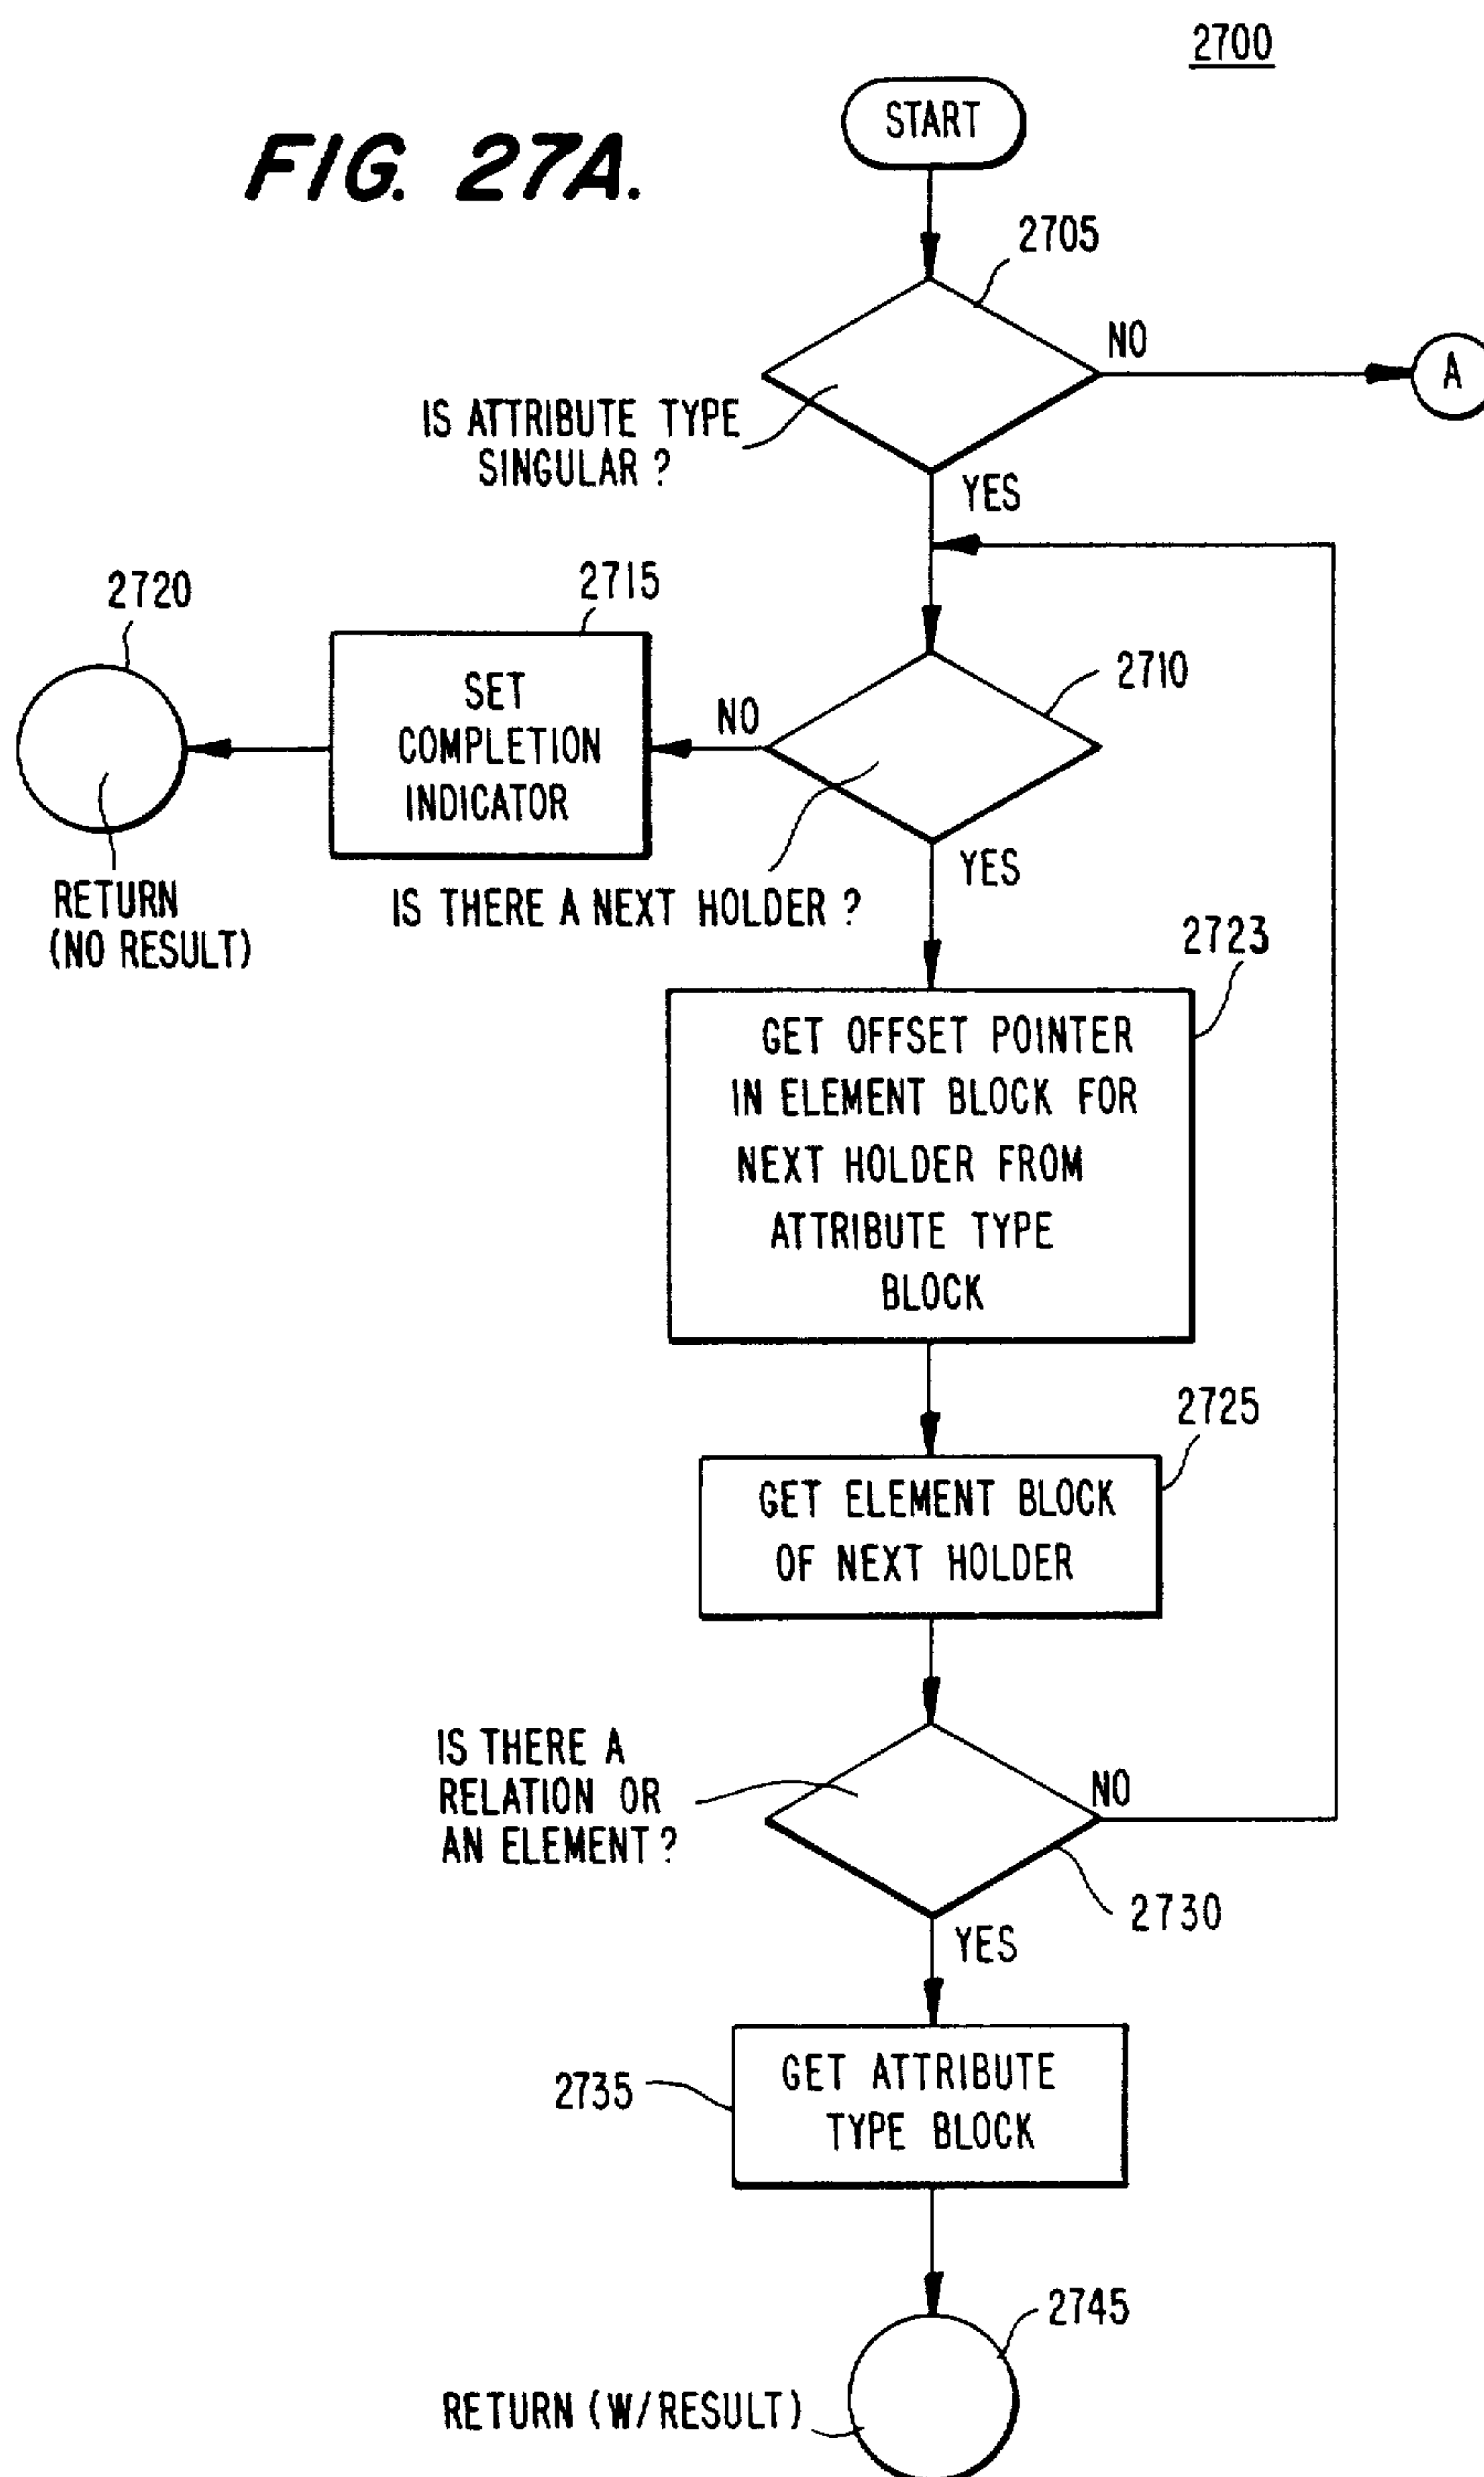 2700
START
FIG. 27A.
2705
NO
A
IS ATTRIBUTE TYPE
SINGULAR ?
YES
2720
2715
2710
SET
COMPLETION
INDICATOR
NO
YES
RETURN
(NO RESULT)
IS THERE A NEXT HOLDER ?
2723
GET OFFSET POINTER
IN ELEMENT BLOCK FOR
NEXT HOLDER FROM
ATTRIBUTE TYPE
BLOCK
2725
GET ELEMENT BLOCK
OF NEXT HOLDER
IS THERE A
RELATION OR
AN ELEMENT ?
NO
2730
YES
2735
GET ATTRIBUTE
TYPE BLOCK
2745
RETURN (W/RESULT)